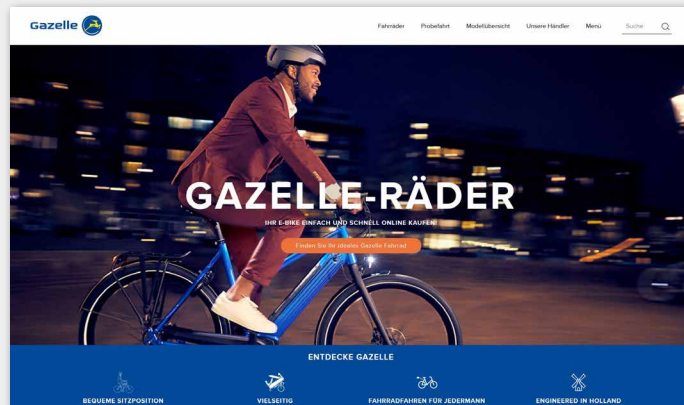 Gazelle
Fahrräder Probefahrt Modellübersicht Unsere Händler Menü Suche
GAZELLE-RÄDER
IHR E-BIKE EINFACH UND SCHNELL ONLINE KAUFEN!
Finden Sie Ihr ideales Gazelle Fahrrad
ENTDECKE GAZELLE
BEQUEME SITZPOSITION VIELSEITIG FAHRRADFAHREN FÜR JEDERMANN ENGINEERED IN HOLLAND